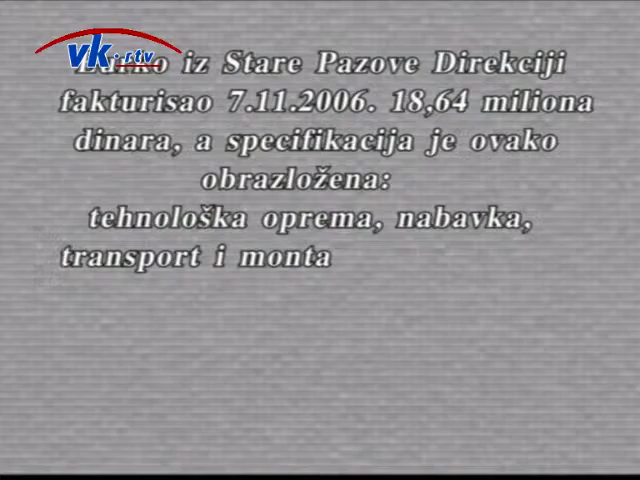 vk·rtv
iz Stare Pazove Direkciji
fakturisao 7.11.2006. 18,64 miliona
dinara, a specifikacija je ovako
obrazložena:
tehnološka oprema, nabavka,
transport i monta